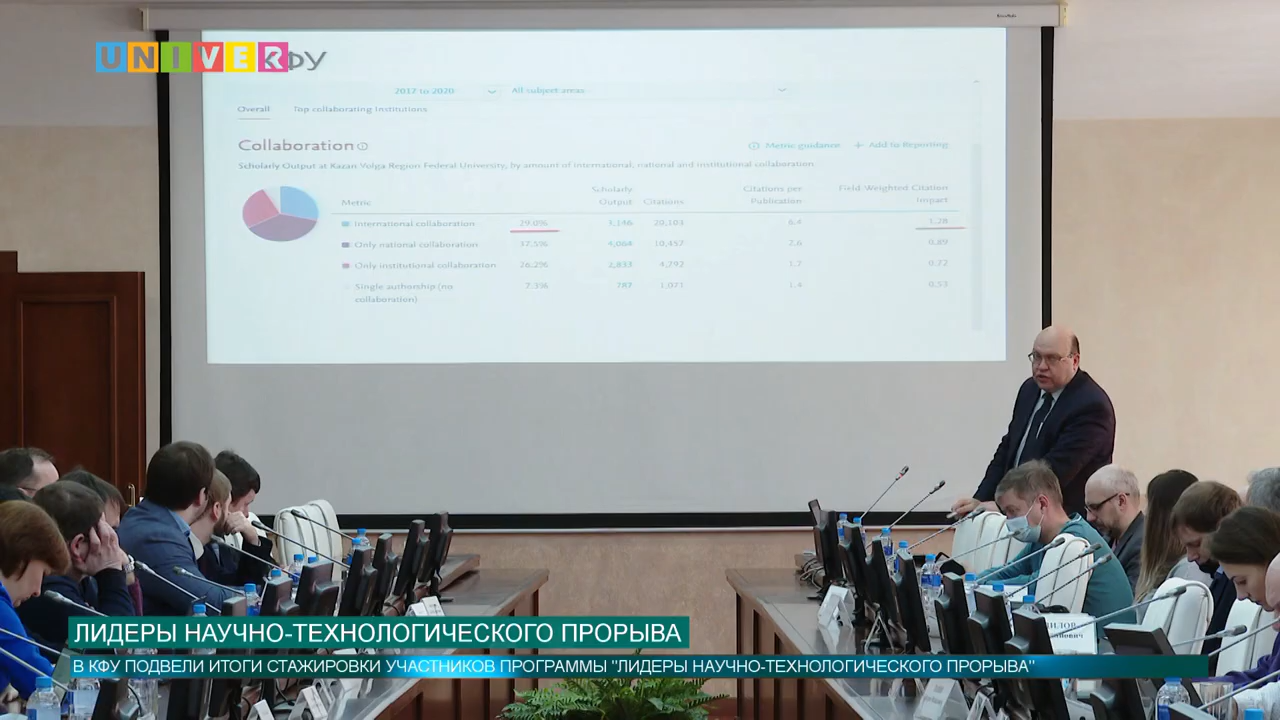 UNIVER
КФУ
2017 to 2020 All subject areas
Overall Top collaborating Institutions
Collaboration
Metric guidance + Add to Reporting
Scholarly Output at Kazan Volga Region Federal University, by amount of international, national and institutional collaboration
Metric Scholarly Output Citations Citations per Publication Field-Weighted Citation Impact
International collaboration 29.0% 3,146 20,103 6.4 1.28
Only national collaboration 37.5% 4,064 10,457 2.6 0.89
Only institutional collaboration 26.2% 2,833 4,792 1.7 0.72
Single authorship (no collaboration) 7.3% 787 1,071 1.4 0.53
ЛИДЕРЫ НАУЧНО-ТЕХНОЛОГИЧЕСКОГО ПРОРЫВА
В КФУ ПОДВЕЛИ ИТОГИ СТАЖИРОВКИ УЧАСТНИКОВ ПРОГРАММЫ "ЛИДЕРЫ НАУЧНО-ТЕХНОЛОГИЧЕСКОГО ПРОРЫВА"